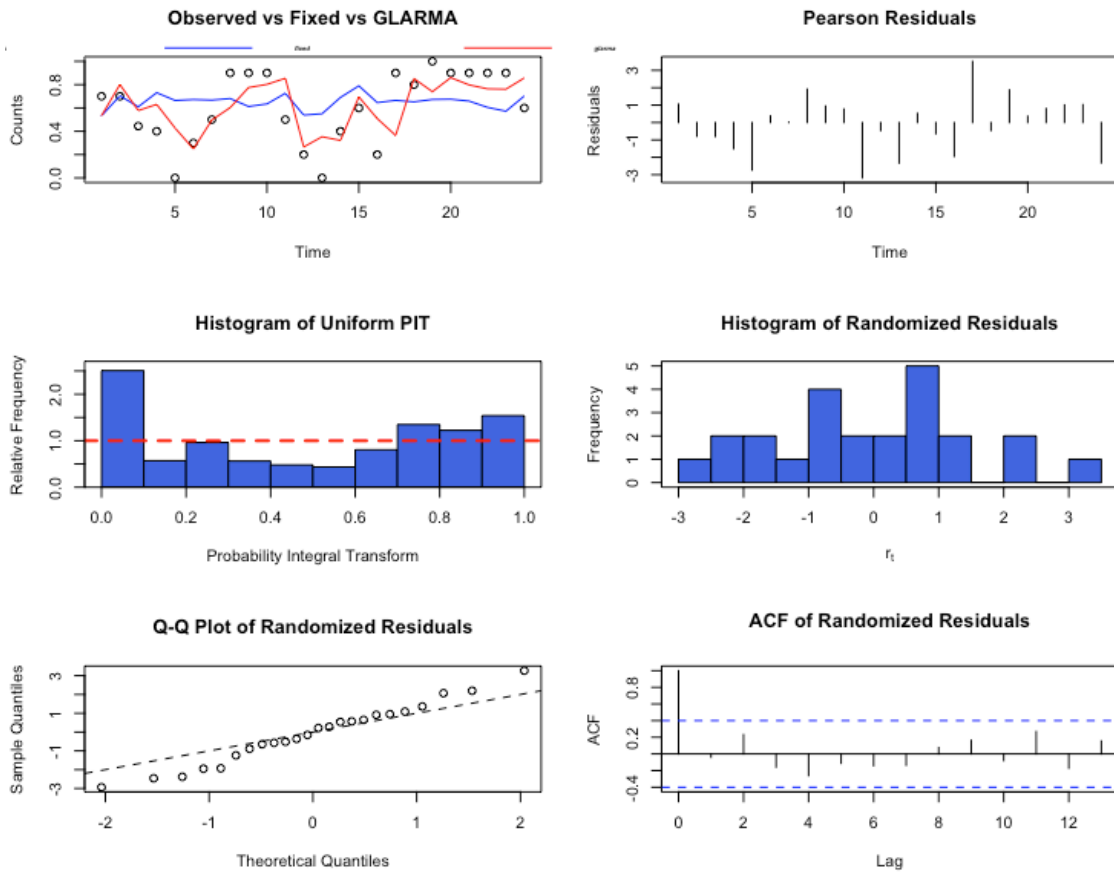 Observed vs Fixed vs GLARMA
fixed
glarma
Counts
0.0
0.4
0.8
5
10
15
20
Time
Pearson Residuals
Residuals
-3
-1
1
3
5
10
15
20
Time
Histogram of Uniform PIT
Relative Frequency
0.0
1.0
2.0
0.0
0.2
0.4
0.6
0.8
1.0
Probability Integral Transform
Histogram of Randomized Residuals
Frequency
0
1
2
3
4
5
-3
-2
-1
0
1
2
3
rt
Q-Q Plot of Randomized Residuals
Sample Quantiles
-3
-1
1
3
-2
-1
0
1
2
Theoretical Quantiles
ACF of Randomized Residuals
ACF
-0.4
0.2
0.8
0
2
4
6
8
10
12
Lag